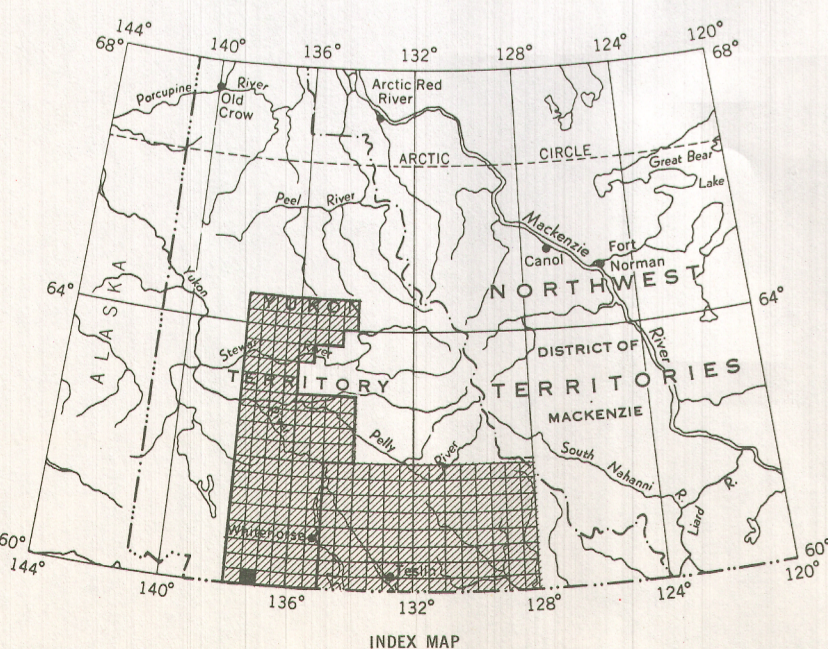 144°
140°
136°
132°
128°
124°
120°
68°
68°
Porcupine River
Old
Crow
Arctic Red
River
ARCTIC CIRCLE
Great Bear
Lake
Peel River
Mackenzie
Canol
Fort
Norman
Yukon
NORTHWEST
64°
64°
ALASKA
YUKON
Stewart River
DISTRICT OF
River
TERRITORY
TERRITORIES
MACKENZIE
Pelly River
South Nahanni R.
Liard R.
Whitehorse
Teslin
60°
60°
144°
140°
136°
132°
128°
124°
120°
INDEX MAP